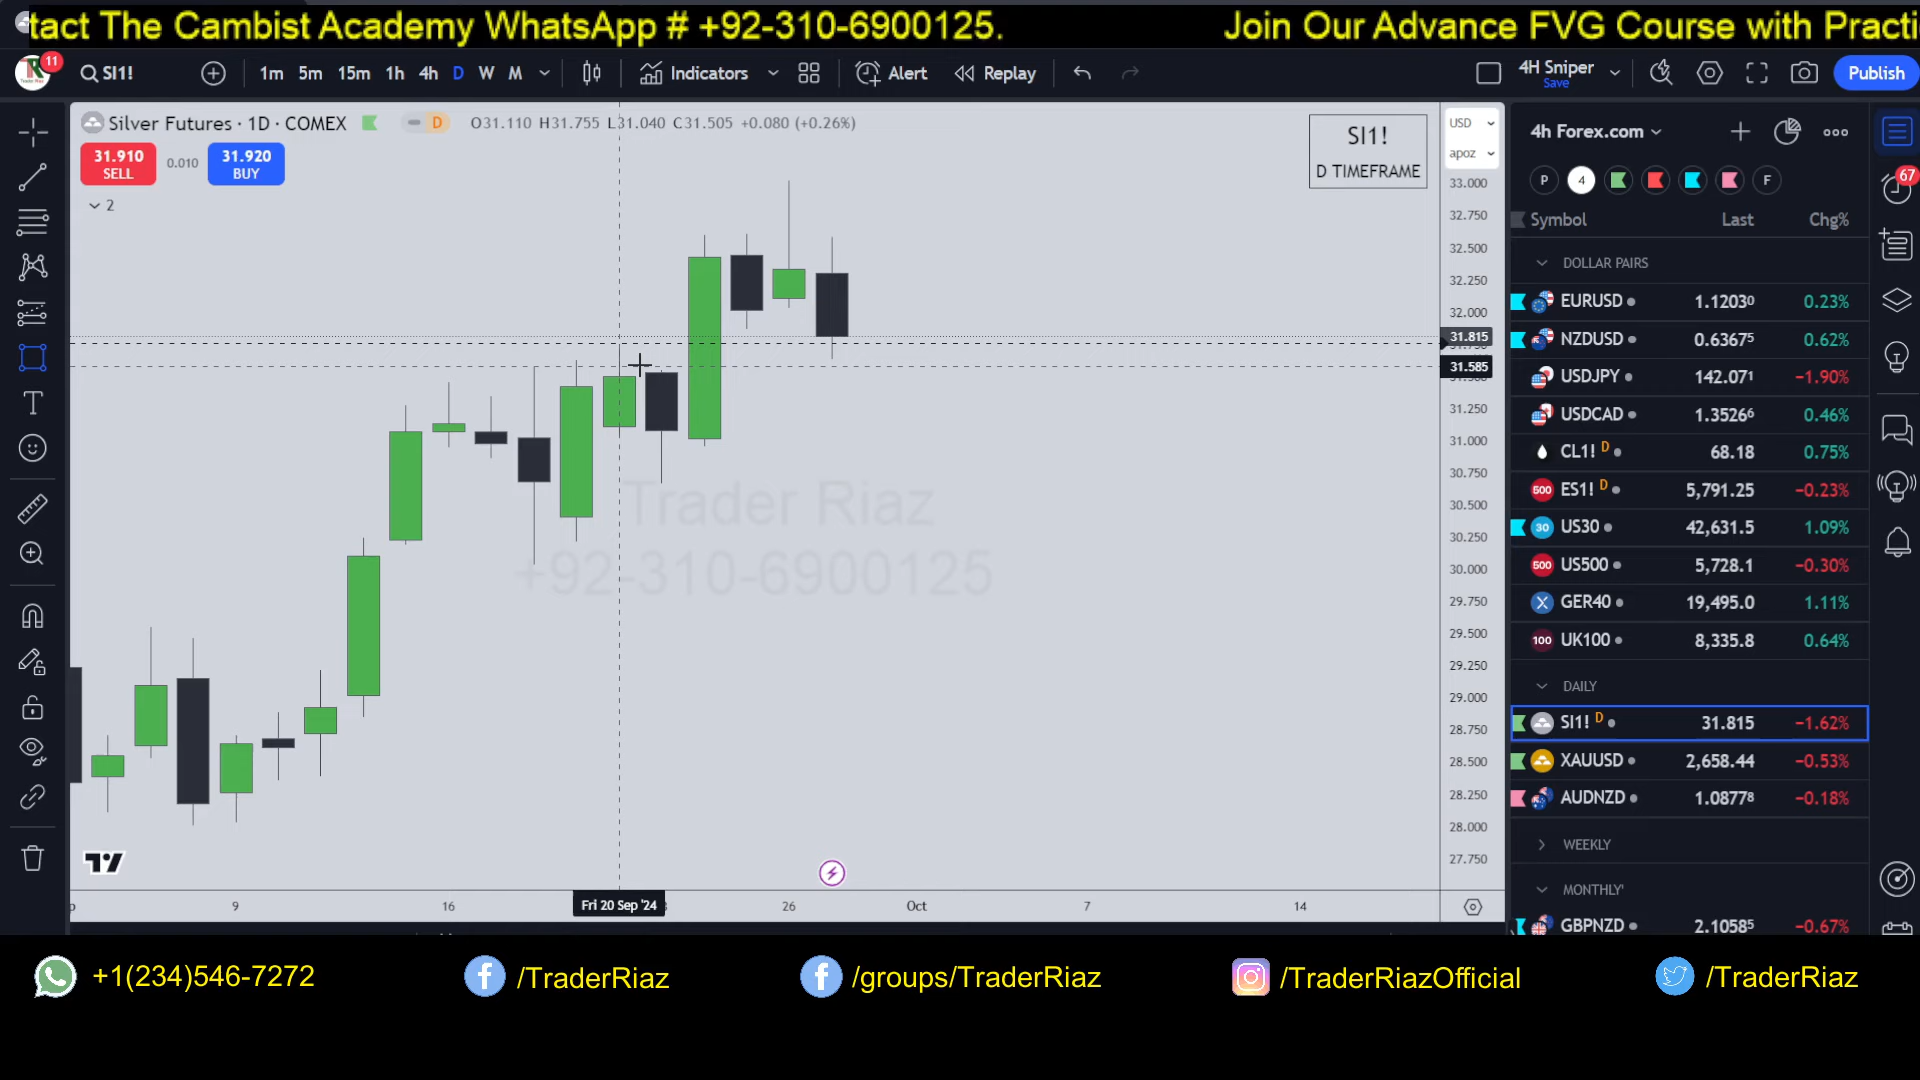 tact The Cambist Academy WhatsApp # +92-310-6900125. Join Our Advance FVG Course with Practi
11 SI1! 1m 5m 15m 1h 4h D W M Indicators Alert Replay 4H Sniper Save Publish
Silver Futures · 1D · COMEX D O31.110 H31.755 L31.040 C31.505 +0.080 (+0.26%)
31.910 SELL 0.010 31.920 BUY
2
SI1!
D TIMEFRAME
USD
apoz
33.000
32.750
32.500
32.250
32.000
31.815
31.585
31.250
31.000
30.750
30.500
30.250
30.000
29.750
29.500
29.250
29.000
28.750
28.500
28.250
28.000
27.750
Trader Riaz
+92-310-6900125
9 16 Fri 20 Sep '24 26 Oct 7 14
4h Forex.com
P 4 F
67
Symbol Last Chg%
DOLLAR PAIRS
EURUSD 1.12030 0.23%
NZDUSD 0.63675 0.62%
USDJPY 142.071 −1.90%
USDCAD 1.35266 0.46%
CL1! D 68.18 0.75%
500 ES1! D 5,791.25 −0.23%
30 US30 42,631.5 1.09%
500 US500 5,728.1 −0.30%
X GER40 19,495.0 1.11%
100 UK100 8,335.8 0.64%
DAILY
SI1! D 31.815 −1.62%
XAUUSD 2,658.44 −0.53%
AUDNZD 1.08778 −0.18%
WEEKLY
MONTHLY'
GBPNZD 2.10585 −0.67%
+1(234)546-7272 /TraderRiaz /groups/TraderRiaz /TraderRiazOfficial /TraderRiaz